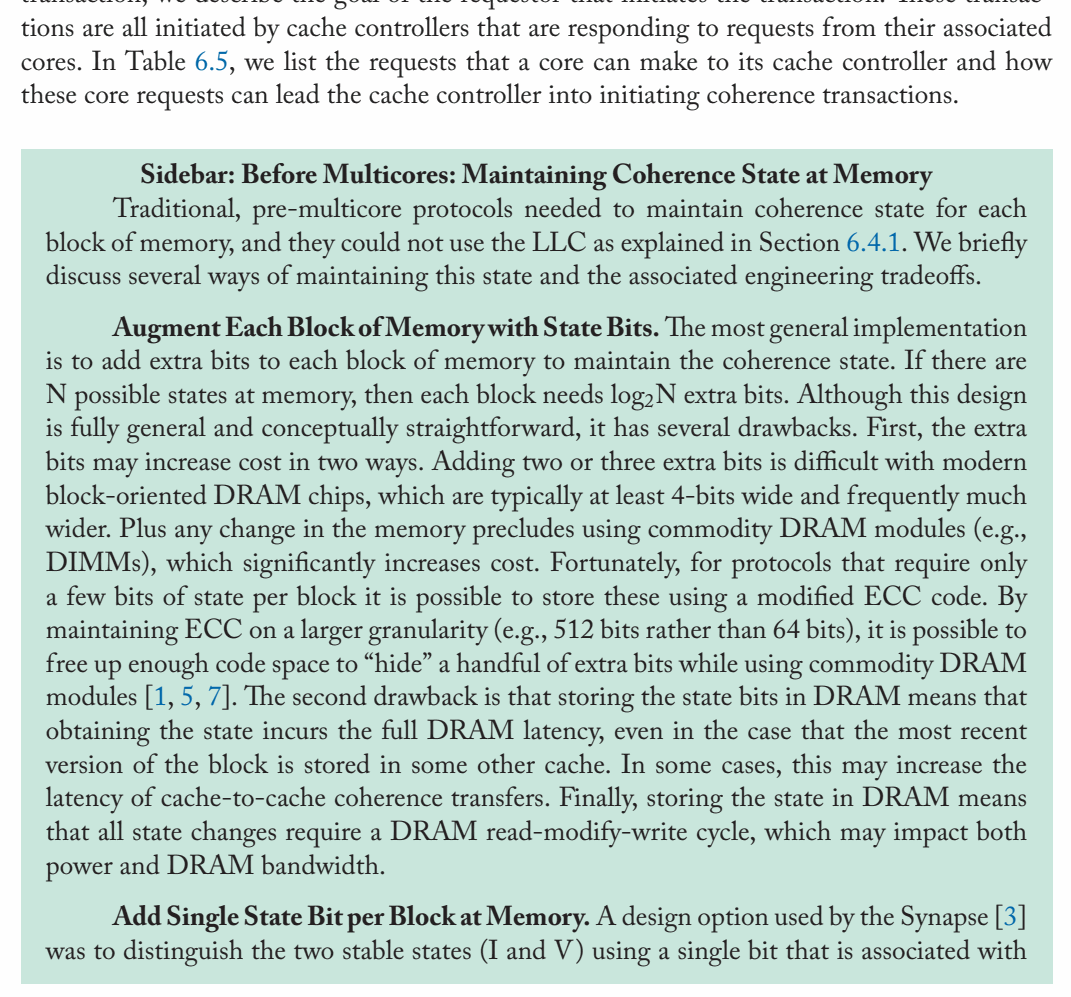 transaction, we describe the goal of the requestor that initiates the transaction. These transac-
tions are all initiated by cache controllers that are responding to requests from their associated
cores. In Table 6.5, we list the requests that a core can make to its cache controller and how
these core requests can lead the cache controller into initiating coherence transactions.
Sidebar: Before Multicores: Maintaining Coherence State at Memory
Traditional, pre-multicore protocols needed to maintain coherence state for each
block of memory, and they could not use the LLC as explained in Section 6.4.1. We briefly
discuss several ways of maintaining this state and the associated engineering tradeoffs.
Augment Each Block of Memory with State Bits. The most general implementation
is to add extra bits to each block of memory to maintain the coherence state. If there are
N possible states at memory, then each block needs log₂N extra bits. Although this design
is fully general and conceptually straightforward, it has several drawbacks. First, the extra
bits may increase cost in two ways. Adding two or three extra bits is difficult with modern
block-oriented DRAM chips, which are typically at least 4-bits wide and frequently much
wider. Plus any change in the memory precludes using commodity DRAM modules (e.g.,
DIMMs), which significantly increases cost. Fortunately, for protocols that require only
a few bits of state per block it is possible to store these using a modified ECC code. By
maintaining ECC on a larger granularity (e.g., 512 bits rather than 64 bits), it is possible to
free up enough code space to “hide” a handful of extra bits while using commodity DRAM
modules [1, 5, 7]. The second drawback is that storing the state bits in DRAM means that
obtaining the state incurs the full DRAM latency, even in the case that the most recent
version of the block is stored in some other cache. In some cases, this may increase the
latency of cache-to-cache coherence transfers. Finally, storing the state in DRAM means
that all state changes require a DRAM read-modify-write cycle, which may impact both
power and DRAM bandwidth.
Add Single State Bit per Block at Memory. A design option used by the Synapse [3]
was to distinguish the two stable states (I and V) using a single bit that is associated with